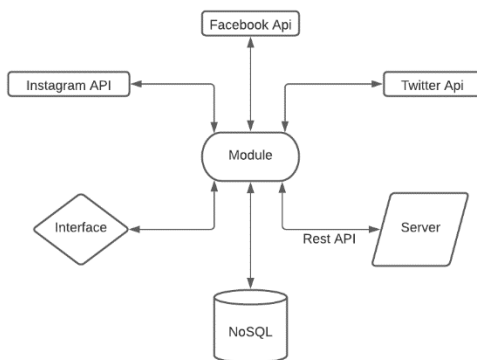 Facebook Api
Instagram API
Twitter Api
Module
Interface
Rest API
Server
NoSQL